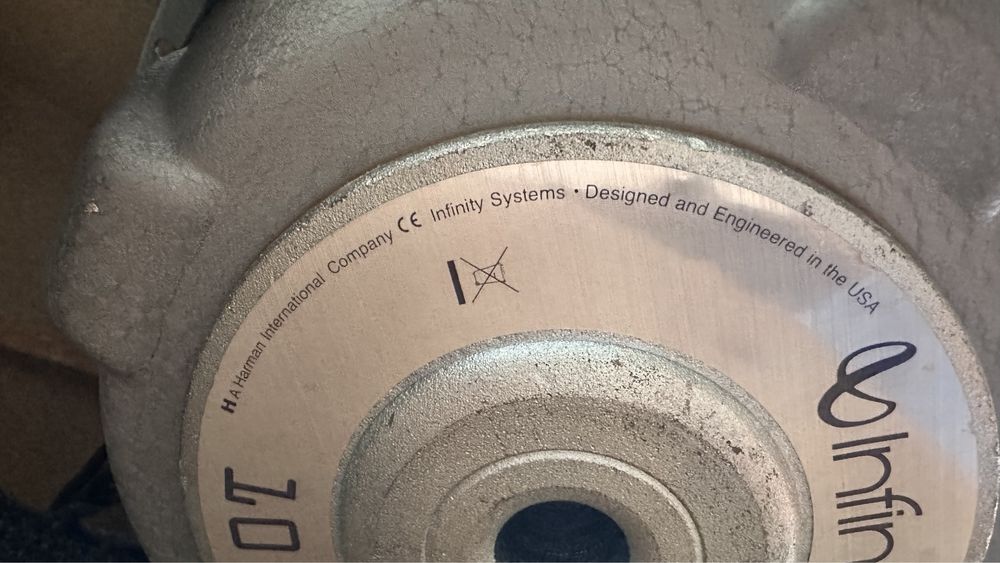 H A Harman International Company CE Infinity Systems • Designed and Engineered in the USA
Infin